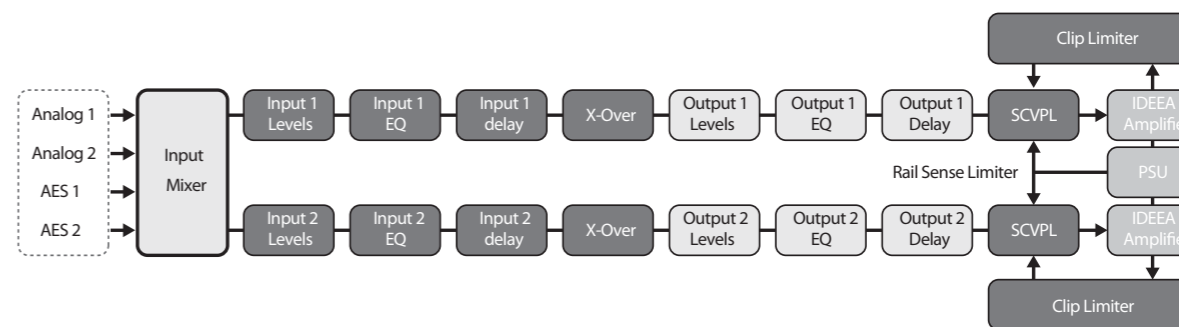 Clip Limiter
Analog 1
Analog 2
AES 1
AES 2
Input
Mixer
Input 1
Levels
Input 1
EQ
Input 1
delay
X-Over
Output 1
Levels
Output 1
EQ
Output 1
Delay
SCVPL
IDEEA
Amplifie
Rail Sense Limiter
PSU
Input 2
Levels
Input 2
EQ
Input 2
delay
X-Over
Output 2
Levels
Output 2
EQ
Output 2
Delay
SCVPL
IDEEA
Amplifie
Clip Limiter